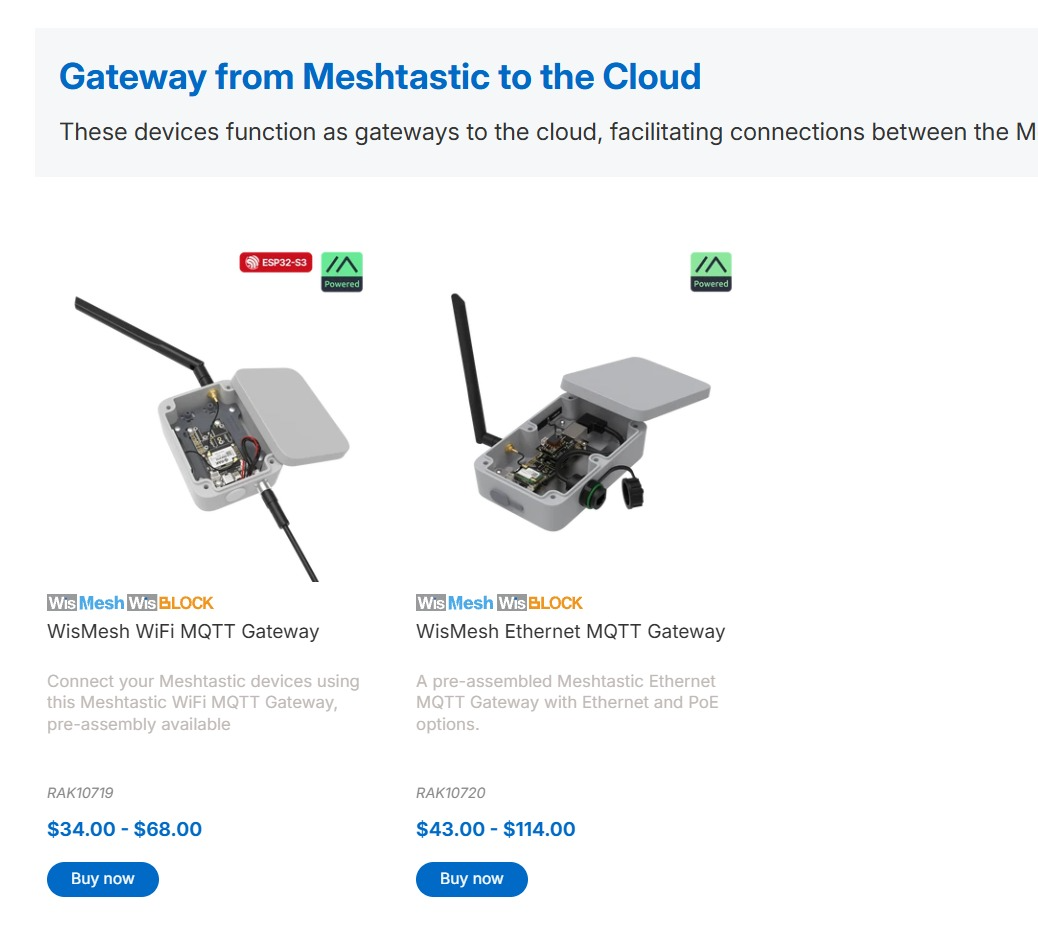 Gateway from Meshtastic to the Cloud
These devices function as gateways to the cloud, facilitating connections between the M
ESP32-S3
Powered
Powered
WisMesh WisBLOCK
WisMesh WiFi MQTT Gateway
Connect your Meshtastic devices using
this Meshtastic WiFi MQTT Gateway,
pre-assembly available
RAK10719
$34.00 - $68.00
Buy now
WisMesh WisBLOCK
WisMesh Ethernet MQTT Gateway
A pre-assembled Meshtastic Ethernet
MQTT Gateway with Ethernet and PoE
options.
RAK10720
$43.00 - $114.00
Buy now